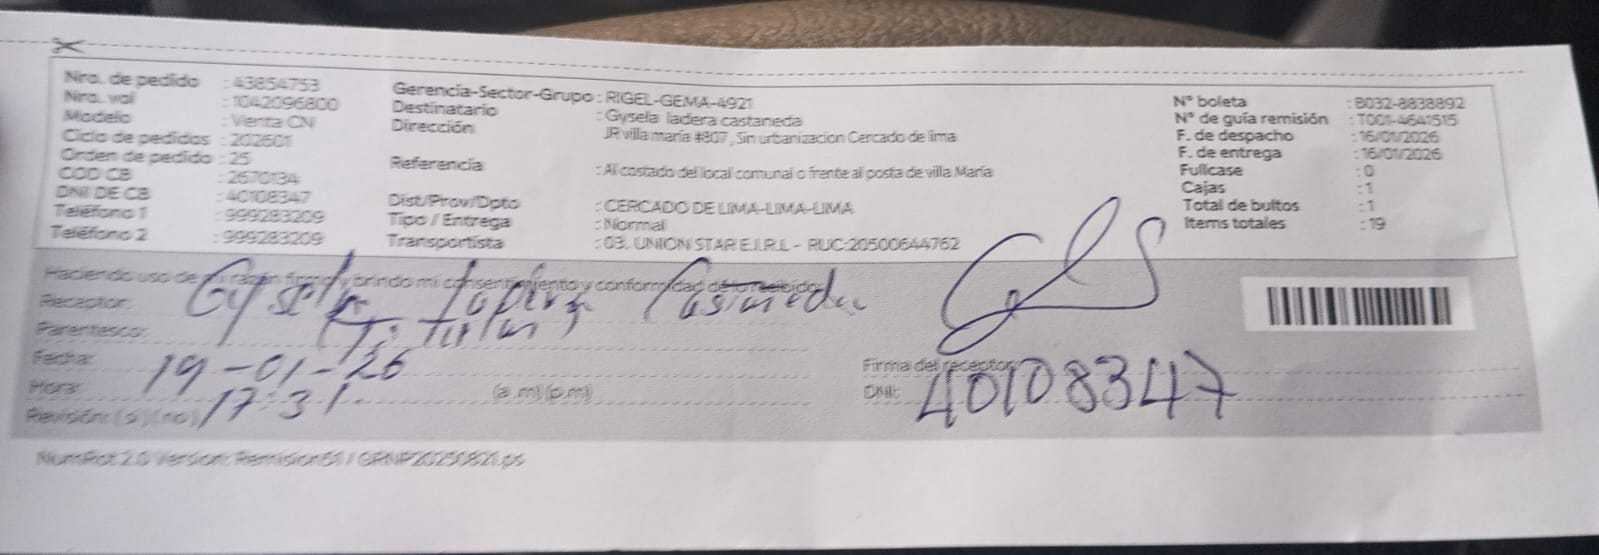 Nro. de pedido : 43854753
Nro. val : 1042096800
Modelo : Venta CN
Ciclo de pedidos : 202601
Orden de pedido : 25
COD CB : 2670134
DNI DE CB : 40108347
Teléfono 1 : 999283209
Teléfono 2 : 999283209
Gerencia-Sector-Grupo : RIGEL-GEMA-4921
Destinatario : Gysela ladera castaneda
Dirección : JR villa maria #807 , Sin urbanizacion Cercado de lima
Referencia : Al costado del local comunal o frente al posta de villa María
Dist/Prov/Dpto : CERCADO DE LIMA-LIMA-LIMA
Tipo / Entrega : Normal
Transportista : 03. UNION STAR E.I.R.L - RUC:20500644762
N° boleta : B032-8838892
N° de guía remisión : T001-4641515
F. de despacho : 16/01/2026
F. de entrega : 16/01/2026
Fullcase : 0
Cajas : 1
Total de bultos : 1
Items totales : 19
Haciendo uso de mi brindo mi consentimiento y conformidad de lo recibido
Receptor: Gysela Castañeda
Parentesco: Titular
Fecha: 19-01-26
Hora: 17:31 (a.m) (p.m)
Revisión: (si) (no)
Firma del receptor:
DNI: 40108347
NumRot 2.0 Version: Remision61 / GRNP20250821.ps